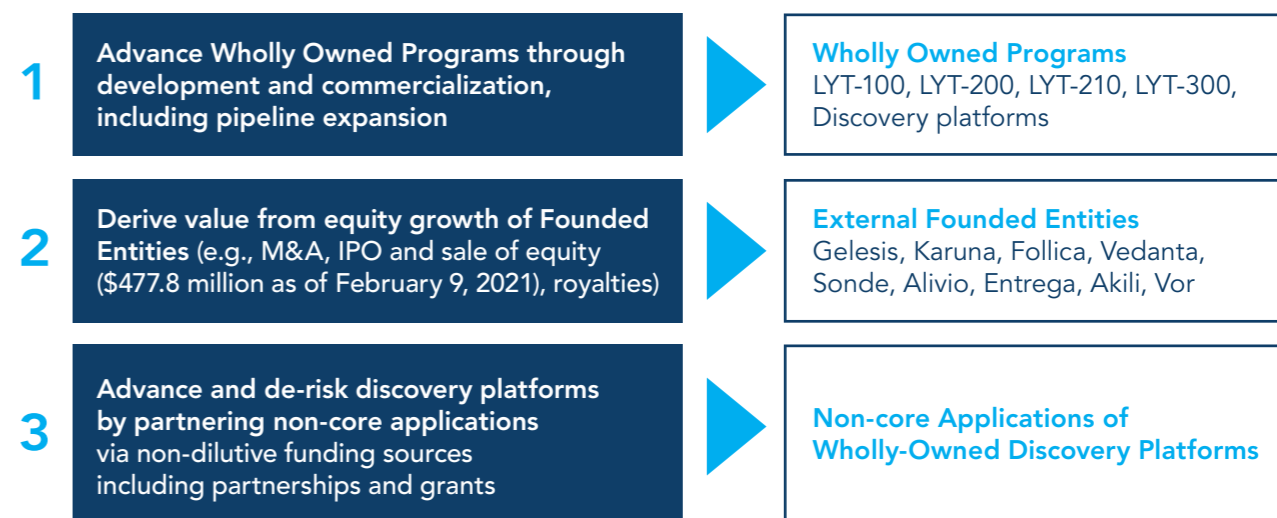 1
Advance Wholly Owned Programs through
development and commercialization,
including pipeline expansion
Wholly Owned Programs
LYT-100, LYT-200, LYT-210, LYT-300,
Discovery platforms
2
Derive value from equity growth of Founded
Entities (e.g., M&A, IPO and sale of equity
($477.8 million as of February 9, 2021), royalties)
External Founded Entities
Gelesis, Karuna, Follica, Vedanta,
Sonde, Alivio, Entrega, Akili, Vor
3
Advance and de-risk discovery platforms
by partnering non-core applications
via non-dilutive funding sources
including partnerships and grants
Non-core Applications of
Wholly-Owned Discovery Platforms